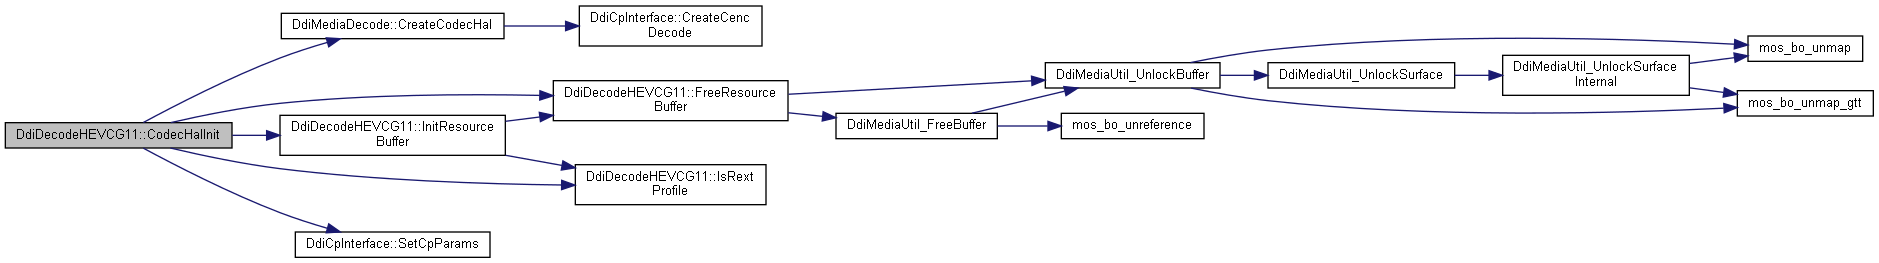 DdiDecodeHEVCG11::CodecHalInit
DdiMediaDecode::CreateCodecHal
DdiCpInterface::CreateCenc
Decode
DdiDecodeHEVCG11::FreeResource
Buffer
DdiDecodeHEVCG11::InitResource
Buffer
DdiDecodeHEVCG11::IsRext
Profile
DdiCpInterface::SetCpParams
DdiMediaUtil_UnlockBuffer
DdiMediaUtil_FreeBuffer
mos_bo_unreference
DdiMediaUtil_UnlockSurface
DdiMediaUtil_UnlockSurface
Internal
mos_bo_unmap
mos_bo_unmap_gtt